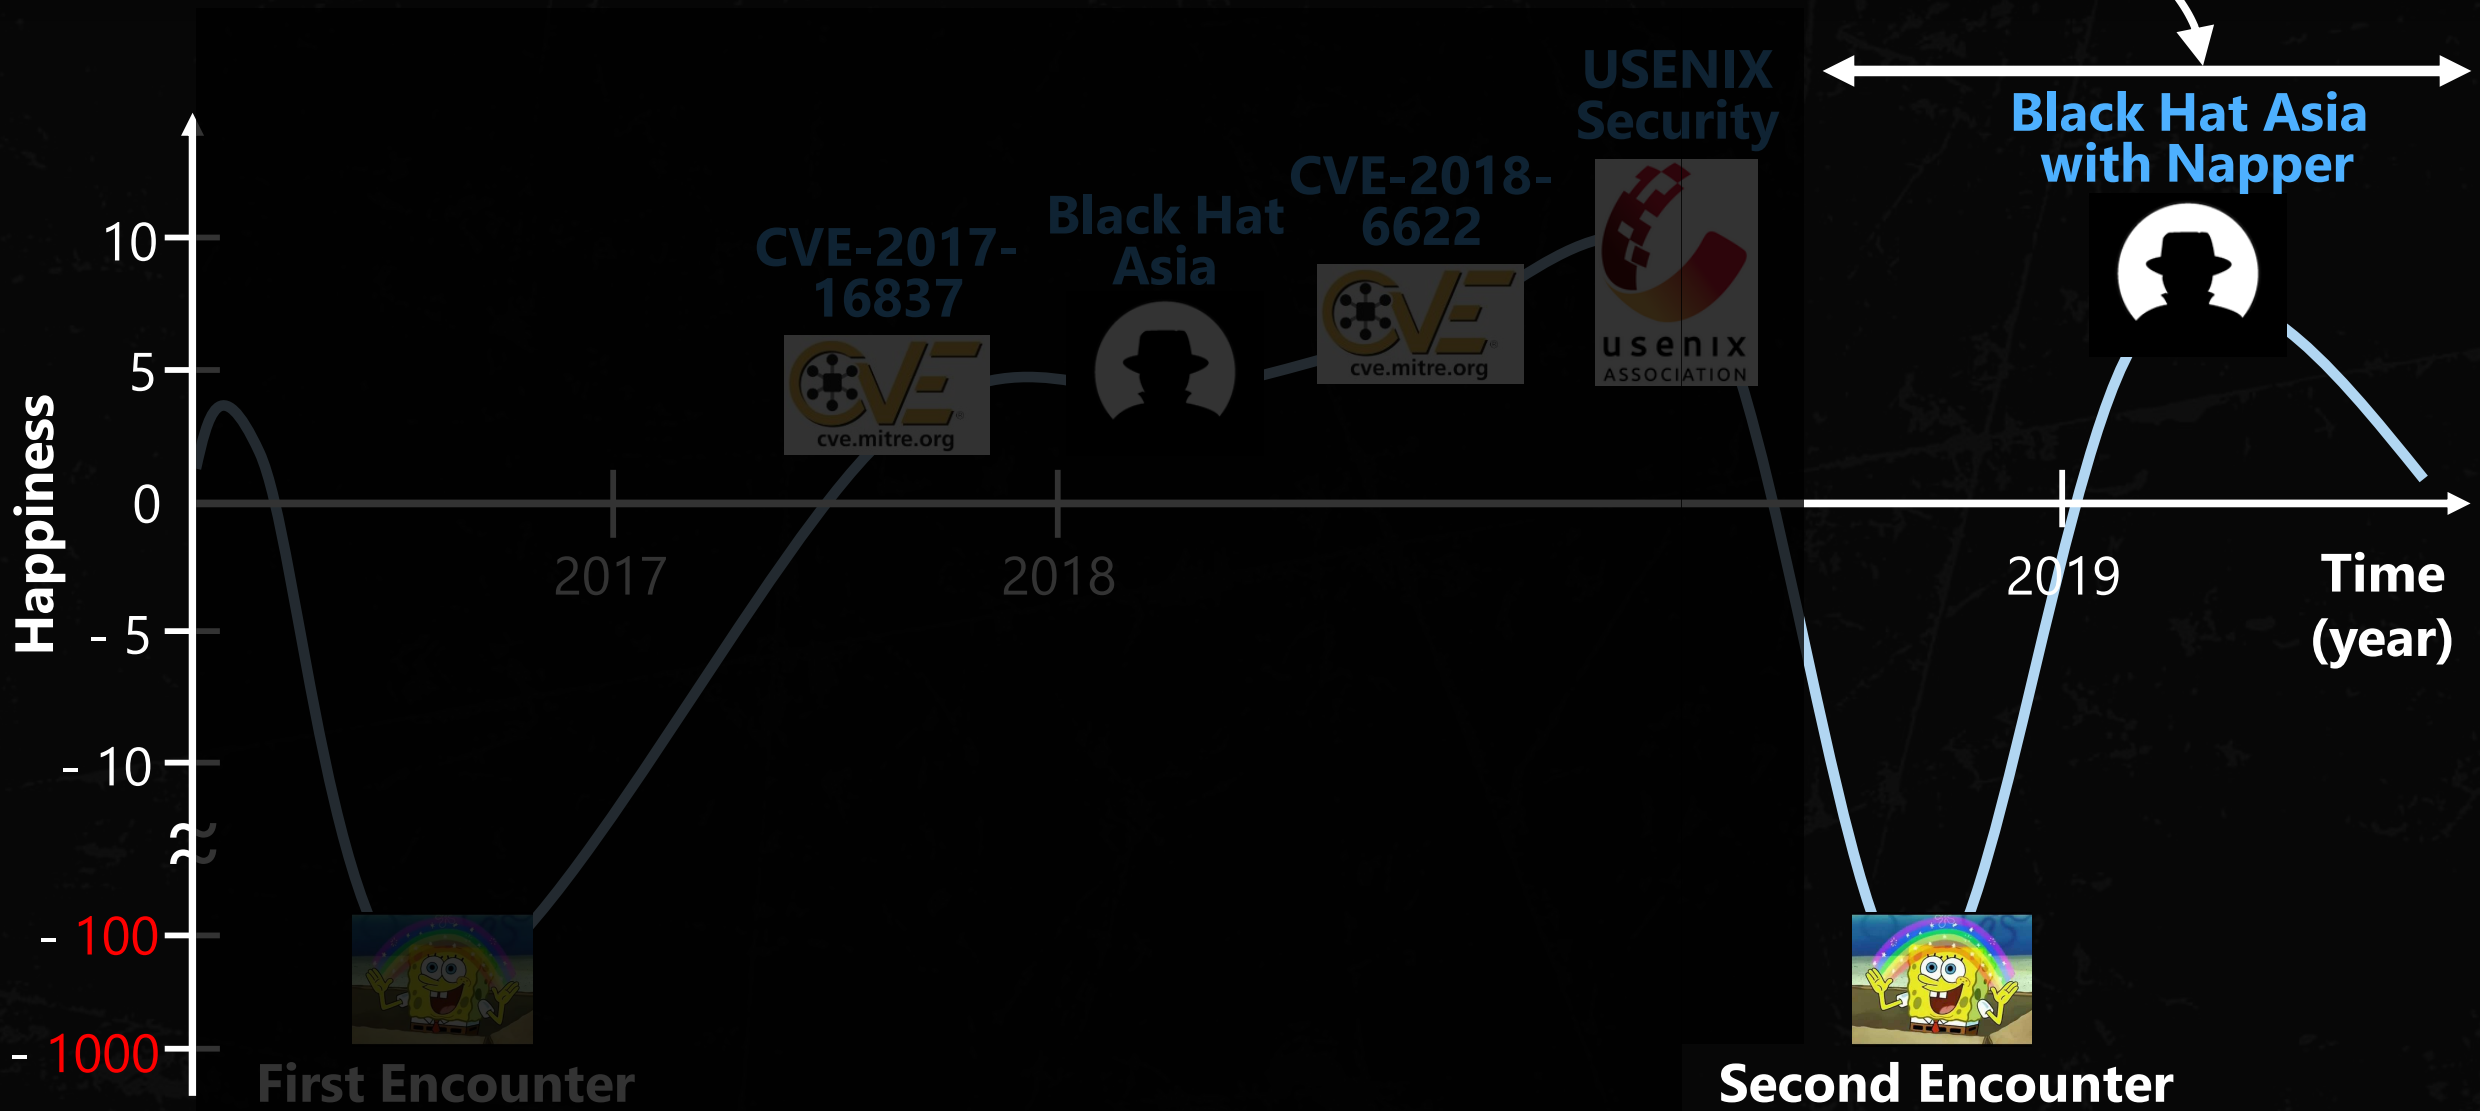 USENIX
Security
Black Hat Asia
with Napper
CVE-2018-
6622
Black Hat
Asia
CVE-2017-
16837
usenix
ASSOCIATION
CVE
cve.mitre.org
CVE
cve.mitre.org
Happiness
10
5
0
- 5
- 10
- 100
- 1000
2017
2018
2019
Time
(year)
First Encounter
Second Encounter